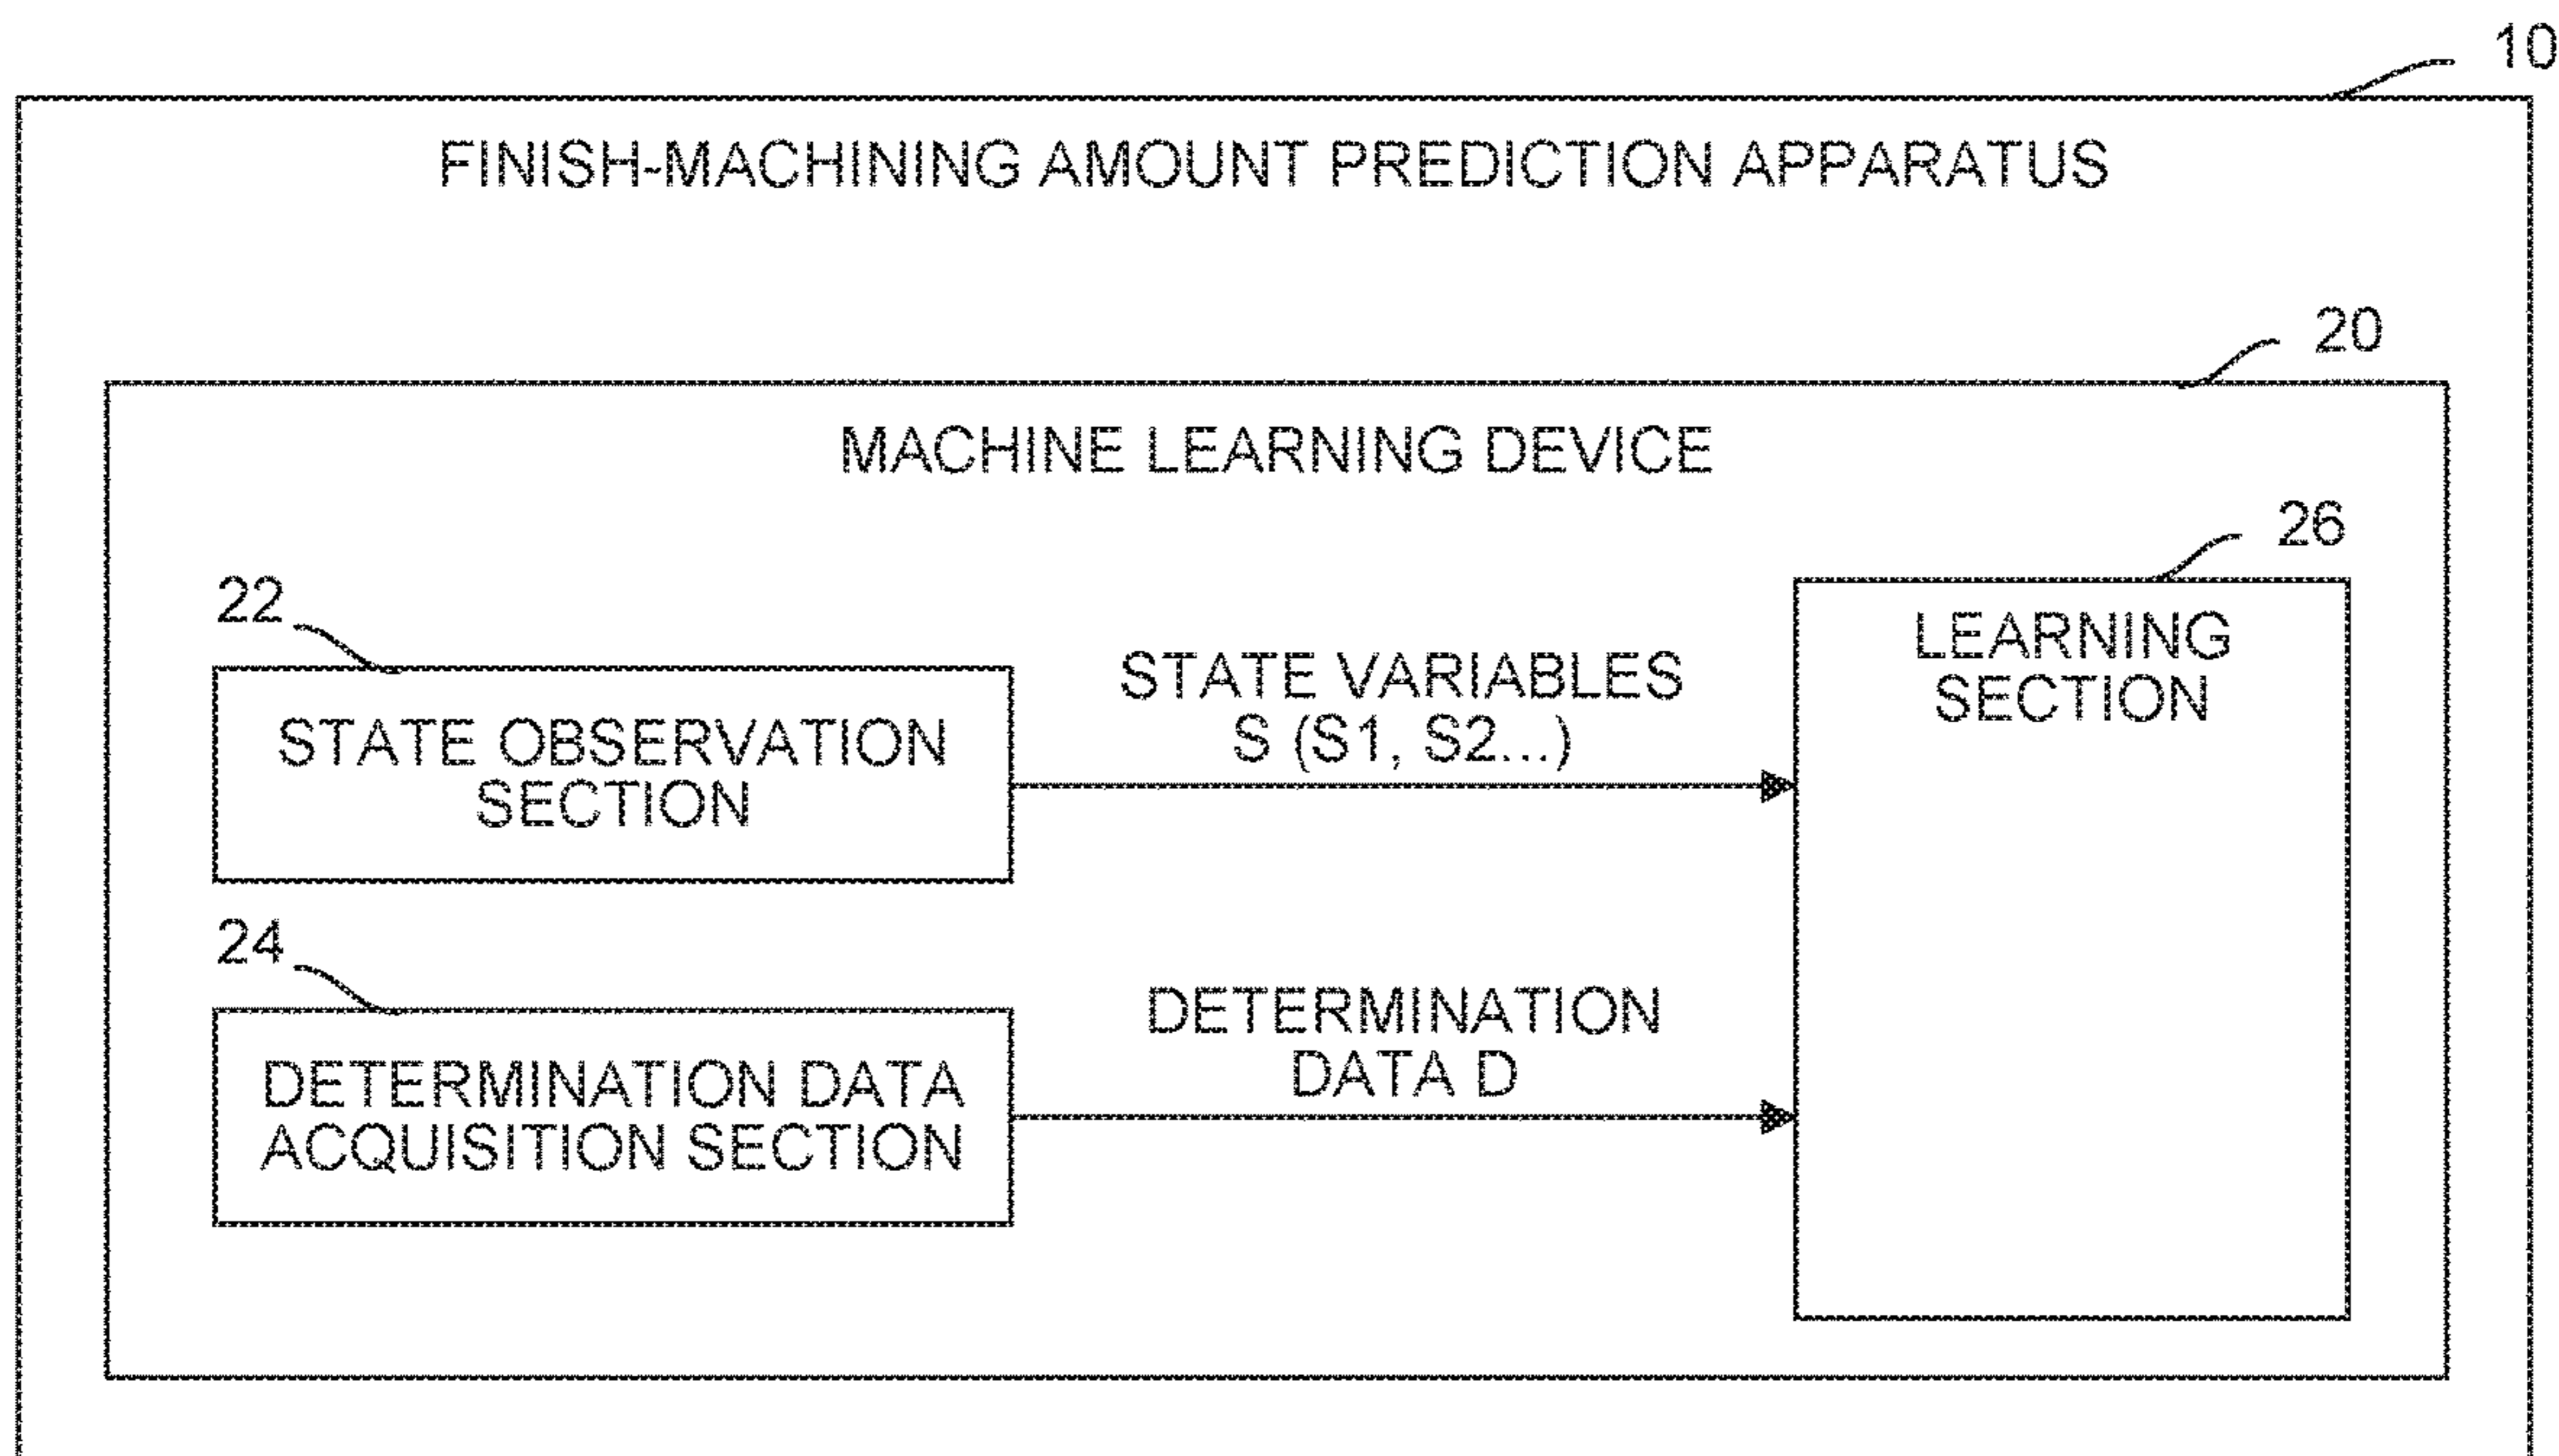 10
FINISH-MACHINING AMOUNT PREDICTION APPARATUS
20
MACHINE LEARNING DEVICE
26
LEARNING
SECTION
22
STATE OBSERVATION
SECTION
STATE VARIABLES
S (S1, S2...)
24
DETERMINATION DATA
ACQUISITION SECTION
DETERMINATION
DATA D